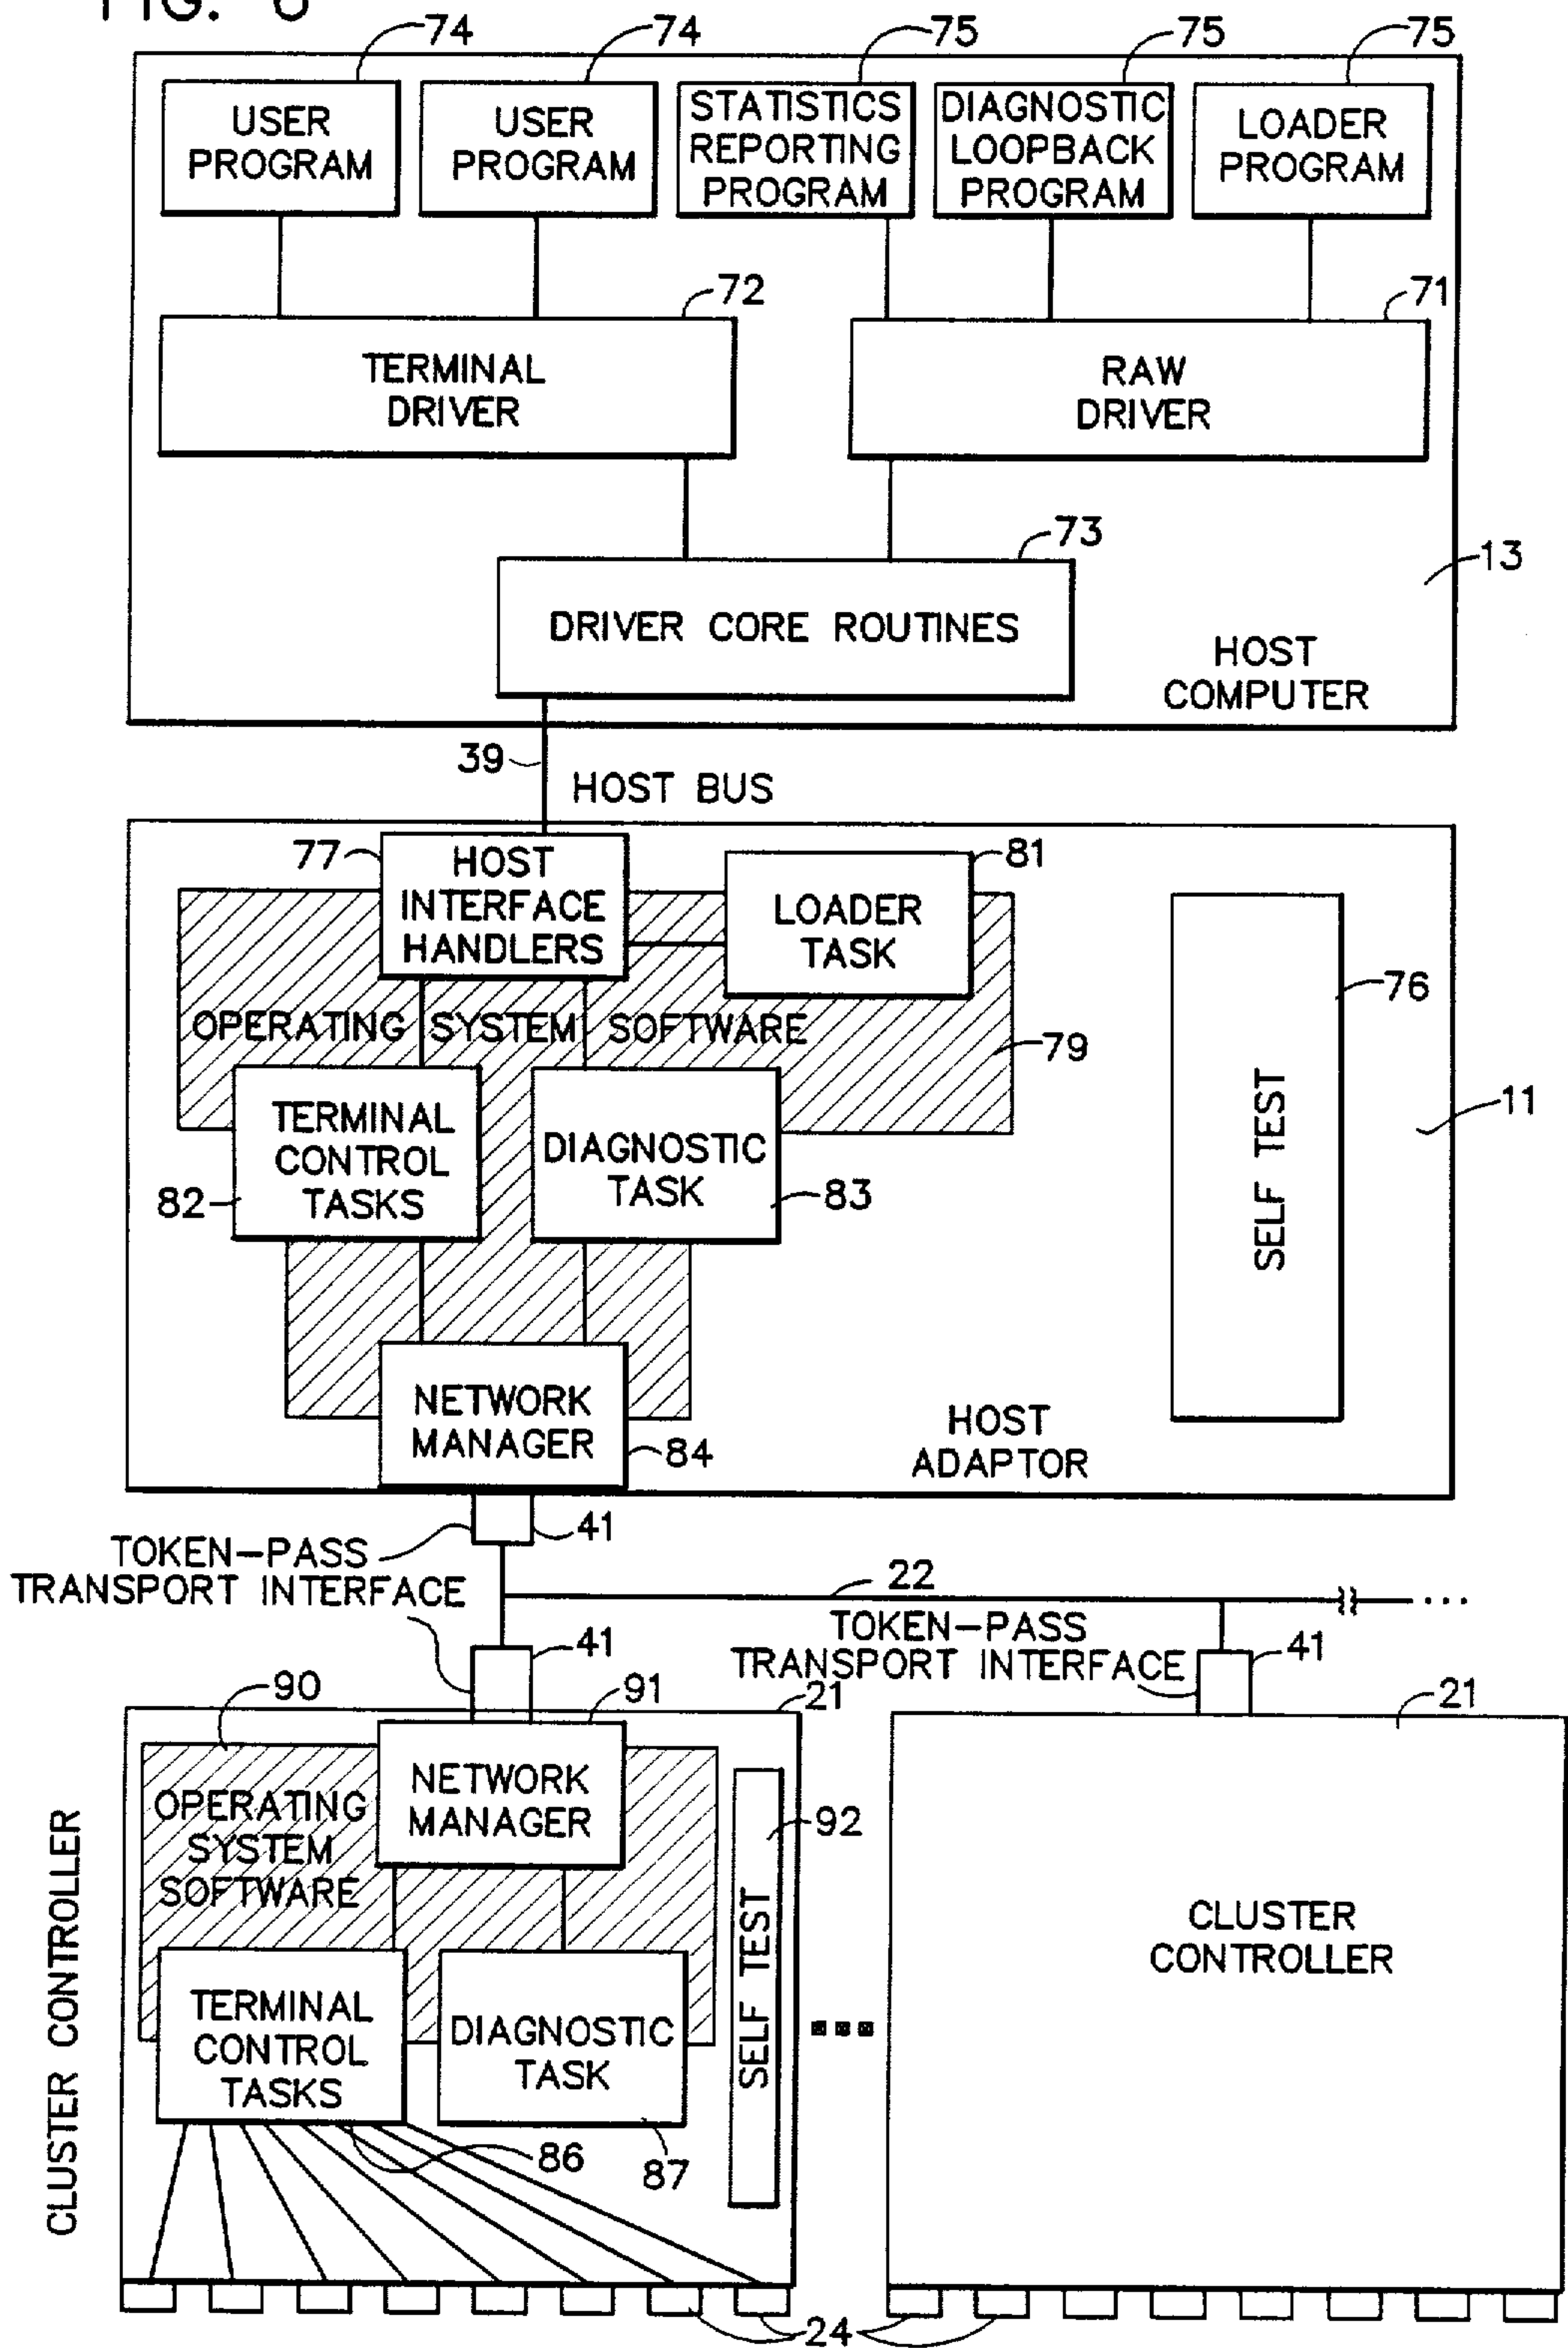 FIG. 6
74
74
75
75
75
USER
PROGRAM
USER
PROGRAM
STATISTICS
REPORTING
PROGRAM
DIAGNOSTIC
LOOPBACK
PROGRAM
LOADER
PROGRAM
72
71
TERMINAL
DRIVER
RAW
DRIVER
73
13
DRIVER CORE ROUTINES
HOST
COMPUTER
39
HOST BUS
77
HOST
INTERFACE
HANDLERS
81
LOADER
TASK
76
OPERATING SYSTEM SOFTWARE
79
11
TERMINAL
CONTROL
TASKS
82
DIAGNOSTIC
TASK
83
SELF TEST
NETWORK
MANAGER
84
HOST
ADAPTOR
41
TOKEN-PASS
TRANSPORT INTERFACE
22
...
TOKEN-PASS
TRANSPORT INTERFACE
41
41
90
91
21
21
NETWORK
MANAGER
OPERATING
SYSTEM
SOFTWARE
92
SELF TEST
CLUSTER CONTROLLER
CLUSTER
CONTROLLER
TERMINAL
CONTROL
TASKS
DIAGNOSTIC
TASK
86
87
24